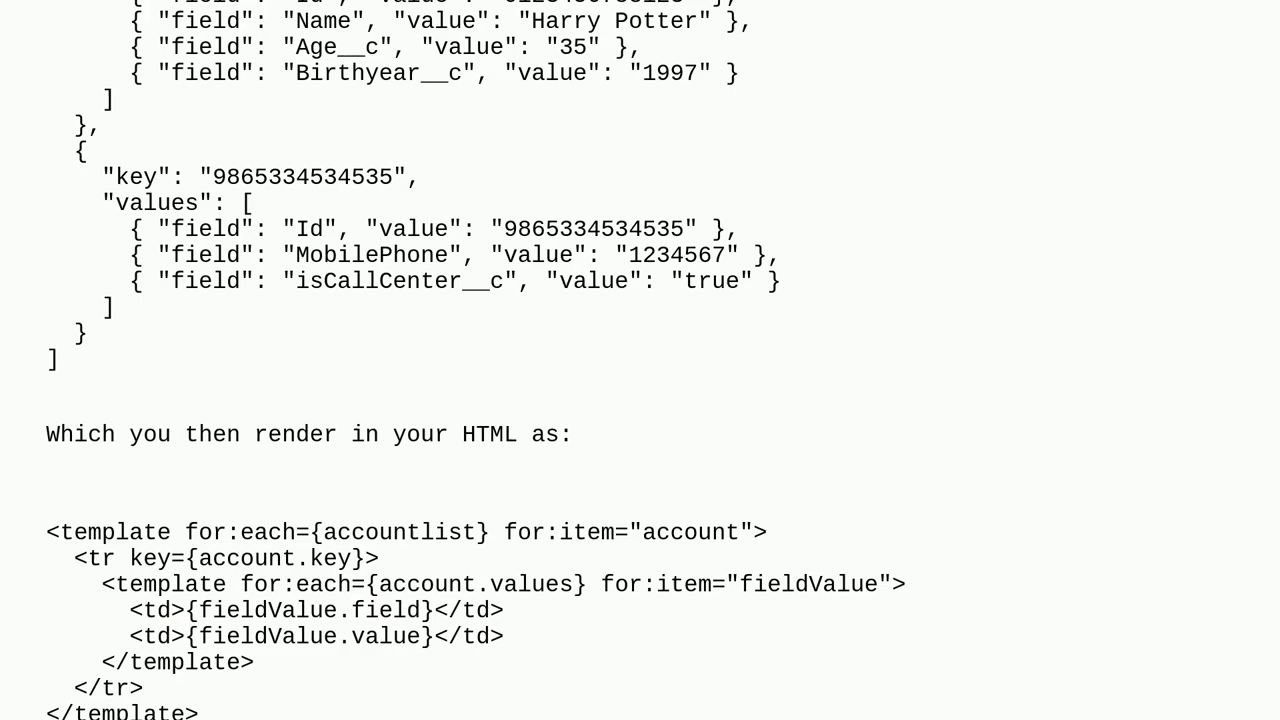 { "field": "Name", "value": "Harry Potter" },
{ "field": "Age__c", "value": "35" },
{ "field": "Birthyear__c", "value": "1997" }
]
},
{
"key": "9865334534535",
"values": [
{ "field": "Id", "value": "9865334534535" },
{ "field": "MobilePhone", "value": "1234567" },
{ "field": "isCallCenter__c", "value": "true" }
]
}
]
Which you then render in your HTML as:
<template for:each={accountlist} for:item="account">
<tr key={account.key}>
<template for:each={account.values} for:item="fieldValue">
<td>{fieldValue.field}</td>
<td>{fieldValue.value}</td>
</template>
</tr>
</template>